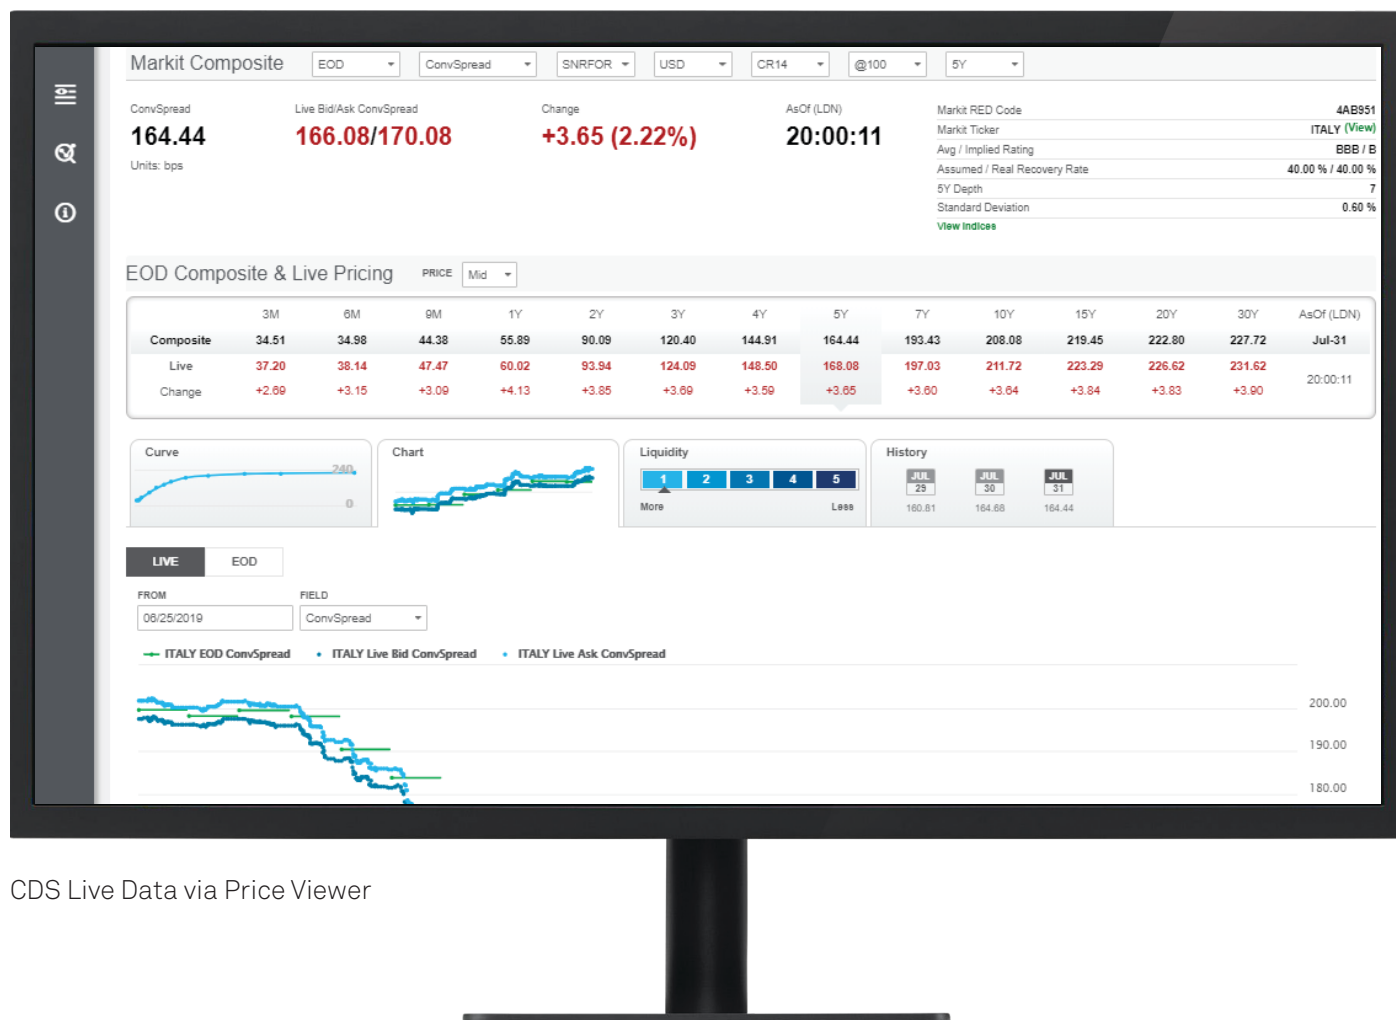 Markit Composite EOD ConvSpread SNRFOR USD CR14 @100 5Y
ConvSpread Live Bid/Ask ConvSpread Change AsOf (LDN)
164.44 166.08/170.08 +3.65 (2.22%) 20:00:11
Units: bps
Markit RED Code 4AB951
Markit Ticker ITALY (View)
Avg / Implied Rating BBB / B
Assumed / Real Recovery Rate 40.00 % / 40.00 %
5Y Depth 7
Standard Deviation 0.60 %
View Indices
EOD Composite & Live Pricing PRICE Mid
3M 6M 9M 1Y 2Y 3Y 4Y 5Y 7Y 10Y 15Y 20Y 30Y AsOf (LDN)
Composite 34.51 34.98 44.38 55.89 90.09 120.40 144.91 164.44 193.43 208.08 219.45 222.80 227.72 Jul-31
Live 37.20 38.14 47.47 60.02 93.94 124.09 148.50 168.08 197.03 211.72 223.29 226.62 231.62
20:00:11
Change +2.69 +3.15 +3.09 +4.13 +3.85 +3.69 +3.59 +3.65 +3.60 +3.64 +3.84 +3.83 +3.90
Curve
240
0
Chart
Liquidity
1 2 3 4 5
More Less
History
JUL JUL JUL
29 30 31
160.81 164.68 164.44
LIVE EOD
FROM FIELD
06/25/2019 ConvSpread
ITALY EOD ConvSpread ITALY Live Bid ConvSpread ITALY Live Ask ConvSpread
200.00
190.00
180.00
CDS Live Data via Price Viewer